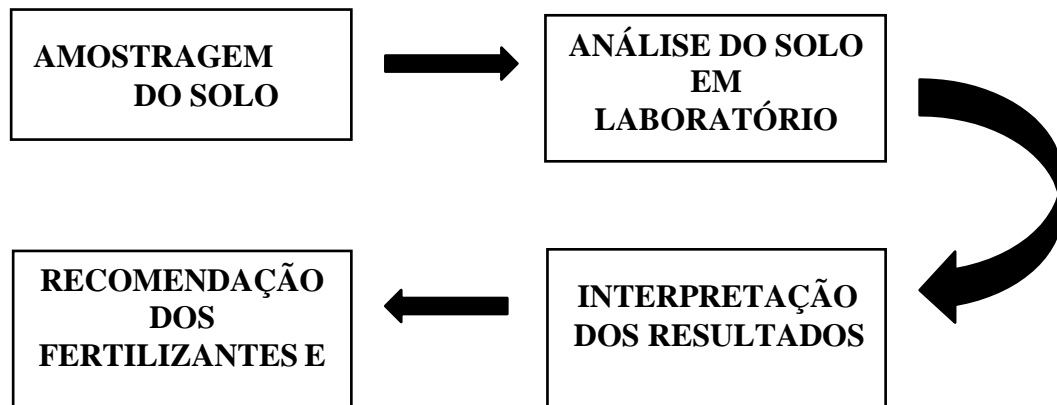 AMOSTRAGEM
DO SOLO
ANÁLISE DO SOLO
EM
LABORATÓRIO
INTERPRETAÇÃO
DOS RESULTADOS
RECOMENDAÇÃO
DOS
FERTILIZANTES E